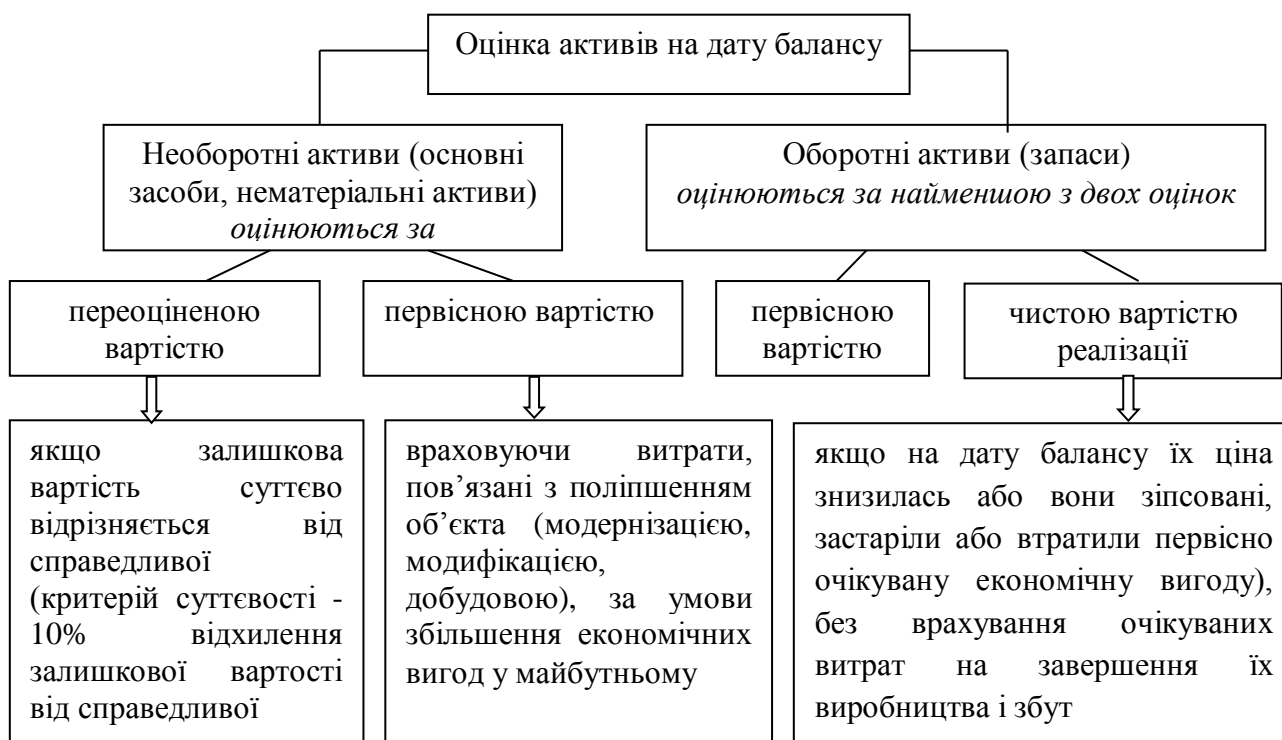 Оцінка активів на дату балансу
Необоротні активи (основні
засоби, нематеріальні активи)
оцінюються за
Оборотні активи (запаси)
оцінюються за найменшою з двох оцінок
переоціненою
вартістю
первісною вартістю
первісною
вартістю
чистою вартістю
реалізації
якщо залишкова
вартість суттєво
відрізняється від
справедливої
(критерій суттєвості -
10% відхилення
залишкової вартості
від справедливої
враховуючи витрати,
пов’язані з поліпшенням
об’єкта (модернізацією,
модифікацією,
добудовою), за умови
збільшення економічних
вигод у майбутньому
якщо на дату балансу їх ціна
знизилась або вони зіпсовані,
застаріли або втратили первісно
очікувану економічну вигоду),
без врахування очікуваних
витрат на завершення їх
виробництва і збут